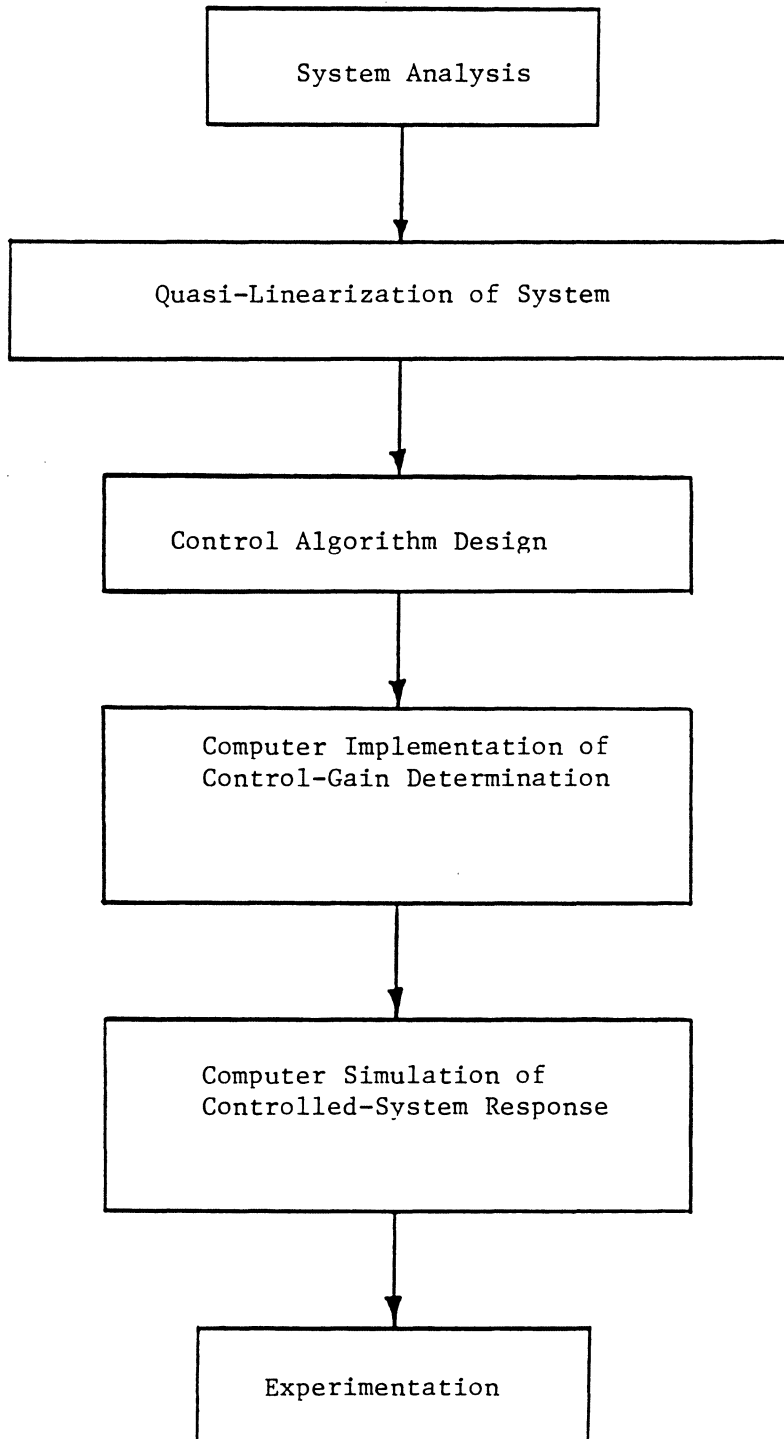 System Analysis
Quasi-Linearization of System
Control Algorithm Design
Computer Implementation of
Control-Gain Determination
Computer Simulation of
Controlled-System Response
Experimentation